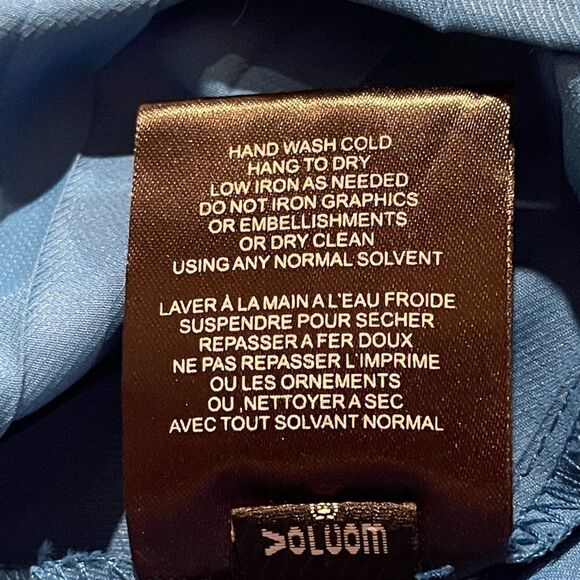 HAND WASH COLD
HANG TO DRY
LOW IRON AS NEEDED
DO NOT IRON GRAPHICS
OR EMBELLISHMENTS
OR DRY CLEAN
USING ANY NORMAL SOLVENT
LAVER À LA MAIN A L'EAU FROIDE
SUSPENDRE POUR SÈCHER
REPASSER A FER DOUX
NE PAS REPASSER L'IMPRIME
OU LES ORNEMENTS
OU ,NETTOYER A SEC
AVEC TOUT SOLVANT NORMAL